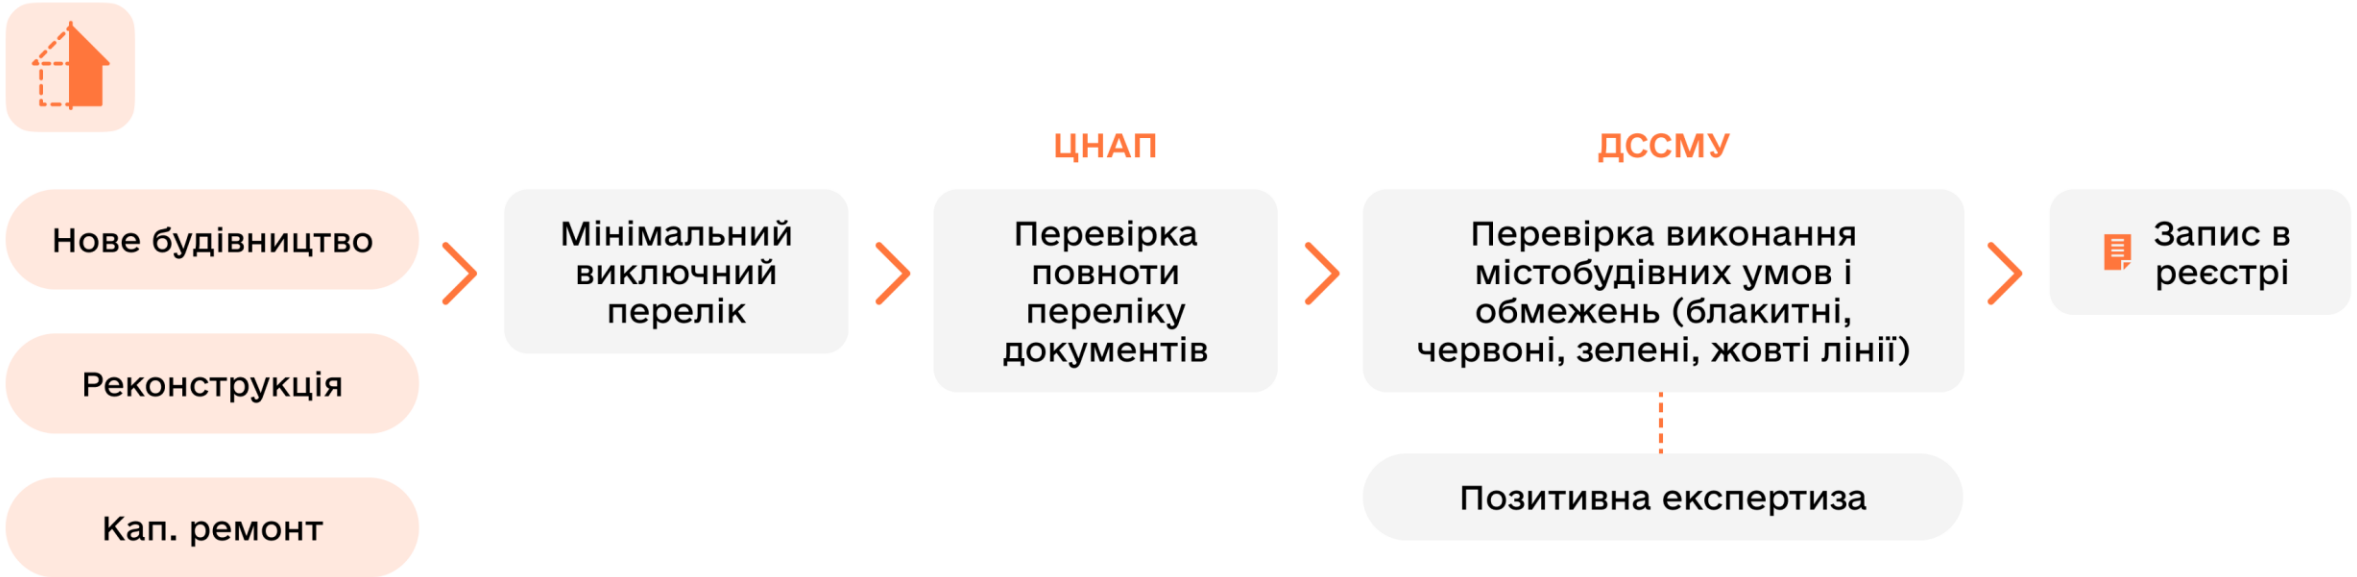 ЦНАП
ДССМУ
Нове будівництво
Реконструкція
Кап. ремонт
Мінімальний
виключний
перелік
Перевірка
повноти
переліку
документів
Перевірка виконання
містобудівних умов і
обмежень (блакитні,
червоні, зелені, жовті лінії)
Позитивна експертиза
Запис в
реєстрі